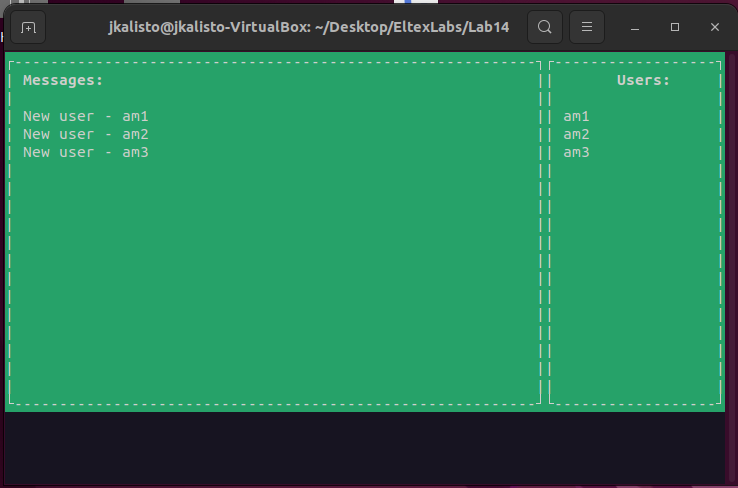 jkalisto@jkalisto-VirtualBox: ~/Desktop/EltexLabs/Lab14
Messages:
New user - am1
New user - am2
New user - am3
Users:
am1
am2
am3